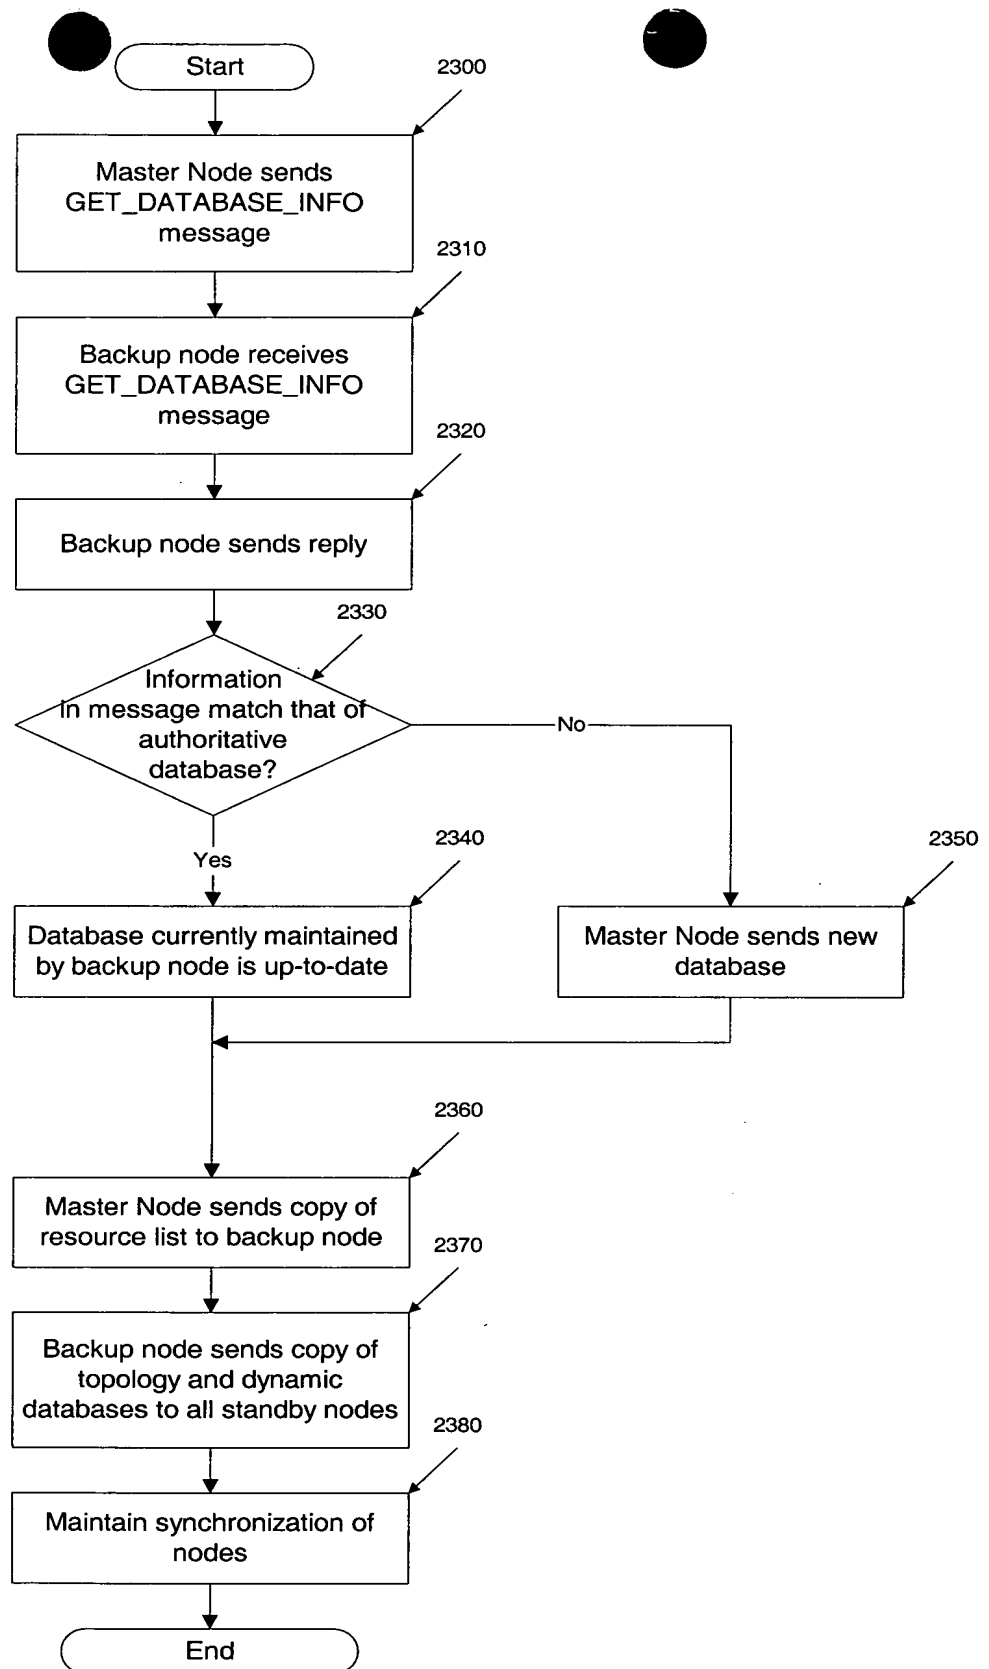 Start
2300
Master Node sends
GET_DATABASE_INFO
message
2310
Backup node receives
GET_DATABASE_INFO
message
2320
Backup node sends reply
2330
Information
in message match that of
authoritative
database?
No
Yes
2340
2350
Database currently maintained
by backup node is up-to-date
Master Node sends new
database
2360
Master Node sends copy of
resource list to backup node
2370
Backup node sends copy of
topology and dynamic
databases to all standby nodes
2380
Maintain synchronization of
nodes
End